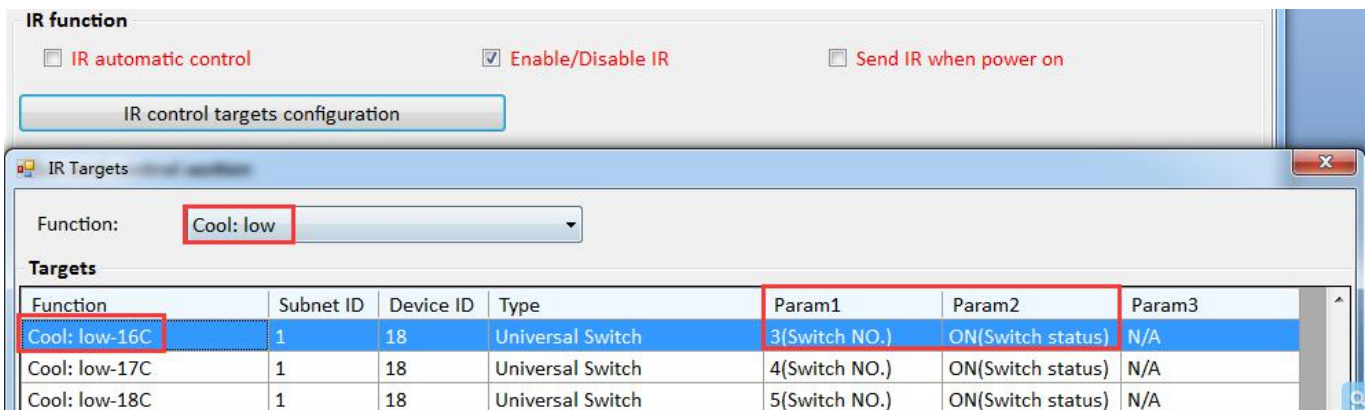 IR function
IR automatic control Enable/Disable IR Send IR when power on
IR control targets configuration
IR Targets
Function: Cool: low
Targets
Function Subnet ID Device ID Type Param1 Param2 Param3
Cool: low-16C 1 18 Universal Switch 3(Switch NO.) ON(Switch status) N/A
Cool: low-17C 1 18 Universal Switch 4(Switch NO.) ON(Switch status) N/A
Cool: low-18C 1 18 Universal Switch 5(Switch NO.) ON(Switch status) N/A